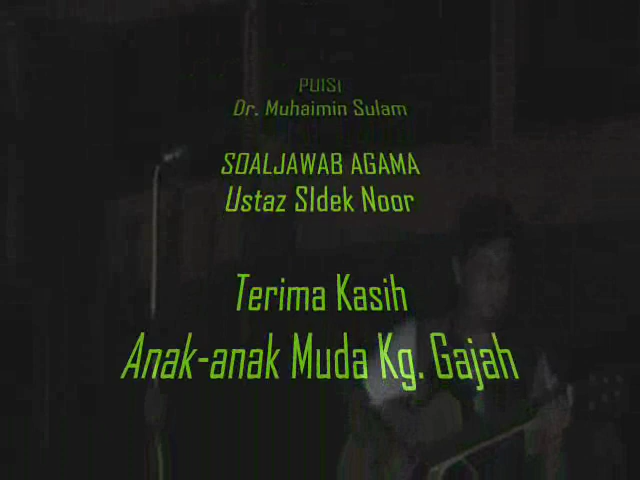 PUISI
Dr. Muhaimin Sulam
SOALJAWAB AGAMA
Ustaz SIdek Noor
Terima Kasih
Anak-anak Muda Kg. Gajah